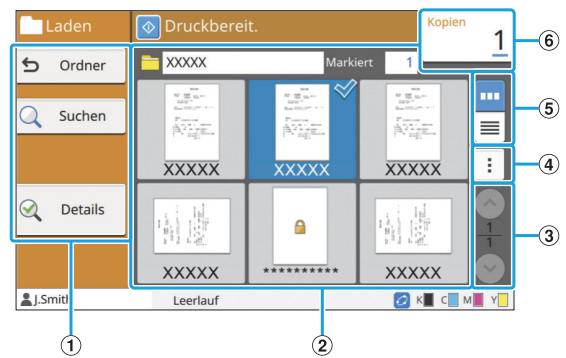 Laden
Druckbereit.
Kopien
1
Ordner
Suchen
Details
XXXXX
Markiert 1
XXXXX XXXXX XXXXX
XXXXX ********** XXXXX
1
1
J.Smith
Leerlauf
K C M Y
6
5
4
3
1
2